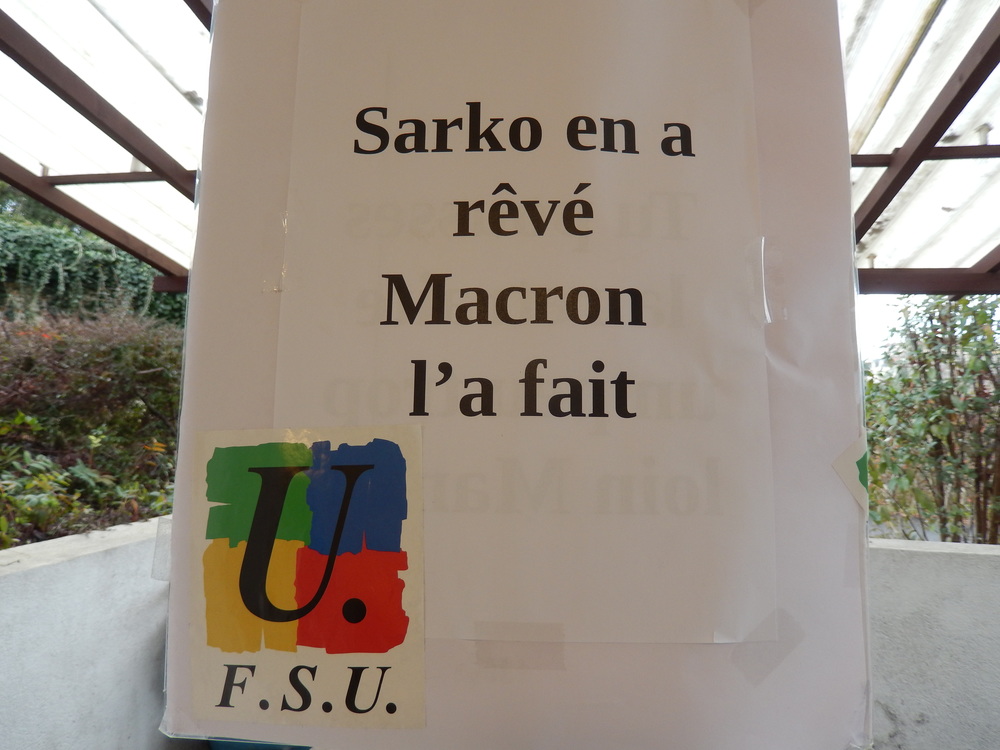 Sarko en a
rêvé
Macron
l’a fait
U.
F.S.U.